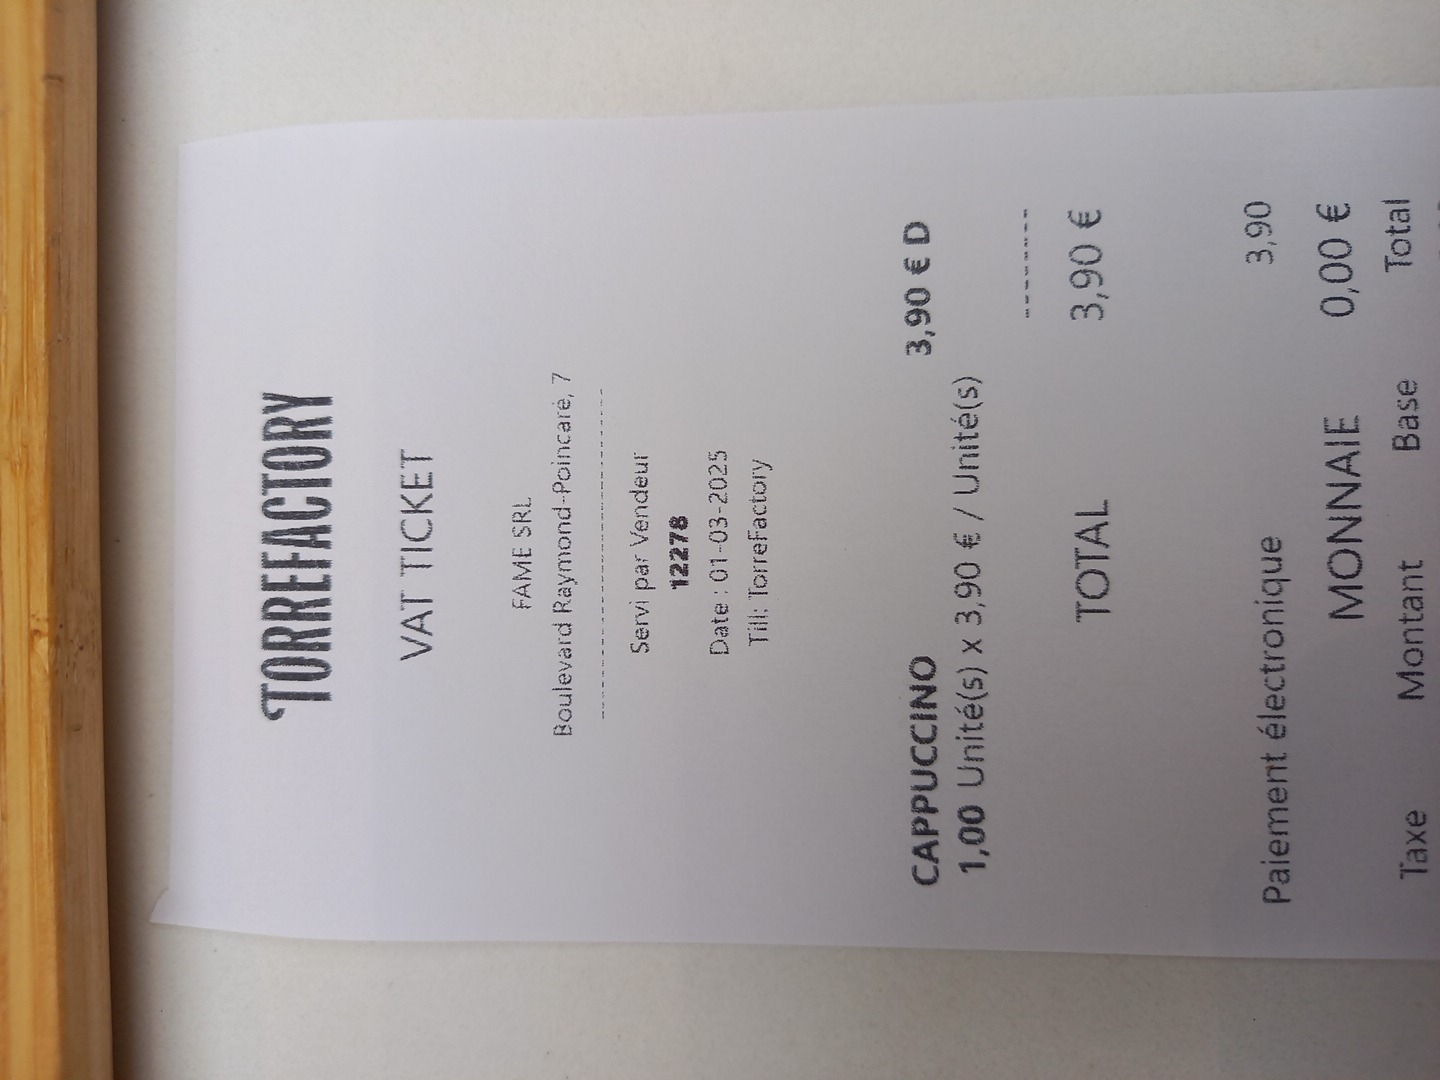 TORREFACTORY
VAT TICKET
FAME SRL
Boulevard Raymond-Poincaré, 7
Servi par Vendeur
12278
Date : 01-03-2025
Till: TorreFactory
CAPPUCCINO 3,90 € D
1,00 Unité(s) x 3,90 € / Unité(s)
TOTAL 3,90 €
Paiement électronique 3,90
MONNAIE 0,00 €
Taxe Montant Base Total